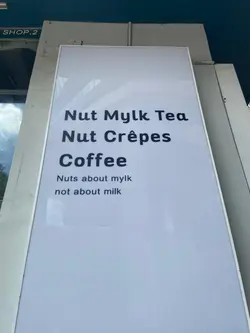 SHOP.2
Nut Mylk Tea
Nut Crêpes
Coffee
Nuts about mylk
not about milk